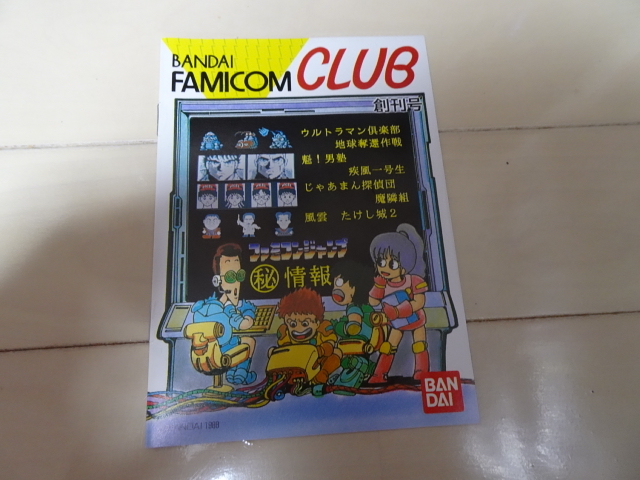 BANDAI
FAMICOM CLUB
創刊号
ウルトラマン倶楽部
地球奪還作戦
魁！男塾
疾風一号生
じゃあまん探偵団
魔隣組
風雲 たけし城2
ファミコンジャンプ
㊙情報
BAN
DAI
BANDAI 1988